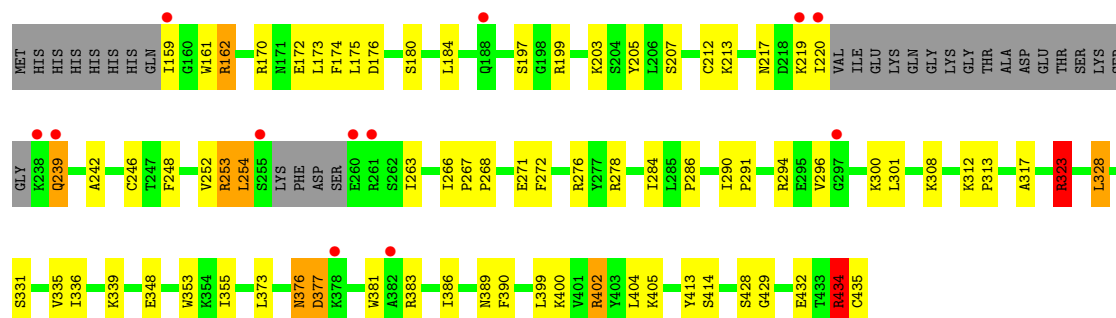 MET HIS HIS HIS HIS HIS HIS GLN I159 G160 W161 R162 R170 N171 E172 L173 F174 L175 D176 S180 L184 Q188 S197 G198 R199 K203 S204 Y205 L206 S207 C212 K213 N217 D218 K219 I220 VAL ILE GLU LYS GLN GLY LYS GLY THR ALA ASP GLU THR SER LYS
GLY K238 Q239 A242 C246 T247 F248 V252 R253 L254 S255 LYS PHE ASP SER E260 R261 S262 I263 I266 P267 P268 E271 F272 R276 Y277 R278 I284 L285 P286 I290 P291 R294 E295 V296 G297 K300 L301 K308 K312 P313 A317 R323 L328
S331 V335 I336 K339 E348 W353 K354 I355 L373 N376 D377 K378 W381 A382 R383 I386 N389 F390 L399 K400 V401 R402 Y403 L404 K405 Y413 S414 S428 G429 E432 T433 R434 C435